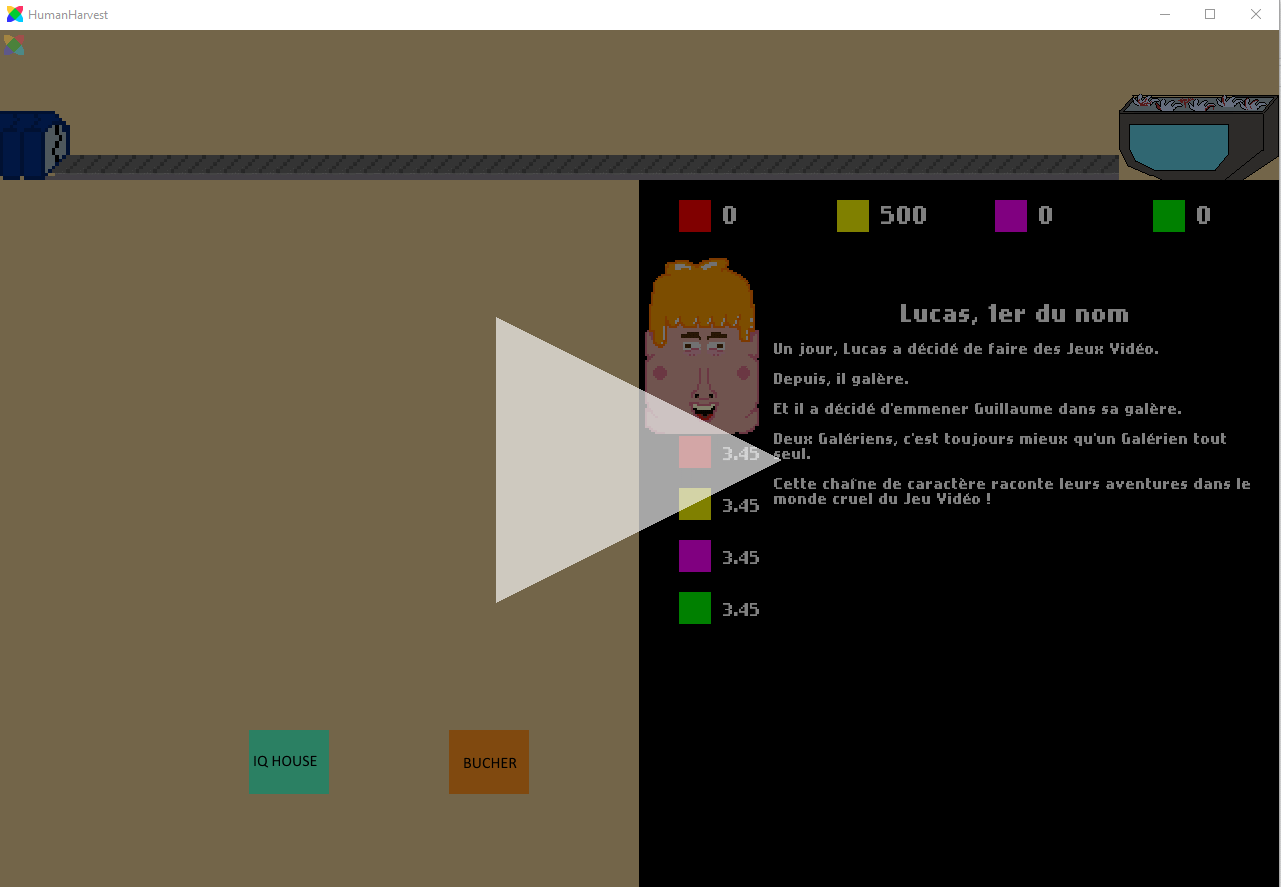 HumanHarvest
0
500
0
0
Lucas, 1er du nom
Un jour, Lucas a décidé de faire des Jeux Vidéo.
Depuis, il galère.
Et il a décidé d'emmener Guillaume dans sa galère.
Deux Galériens, c'est toujours mieux qu'un Galérien tout
seul.
Cette chaîne de caractère raconte leurs aventures dans le
monde cruel du Jeu Vidéo !
3.45
3.45
3.45
3.45
IQ HOUSE
BUCHER